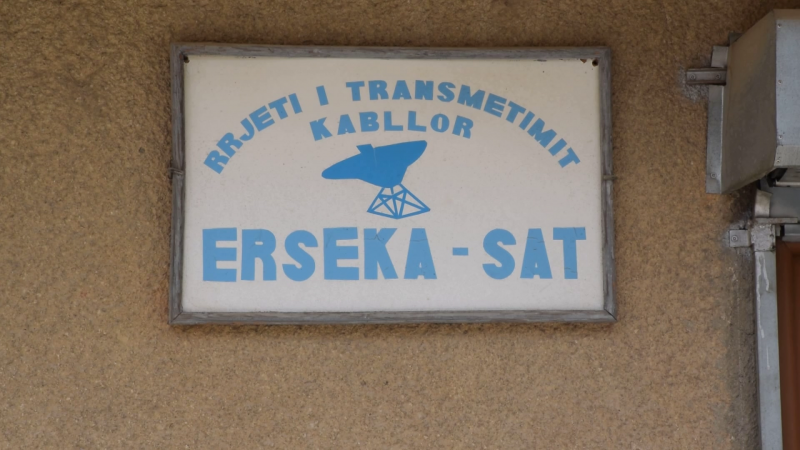 RRJETI I TRANSMETIMIT
KABLLOR
ERSEKA - SAT